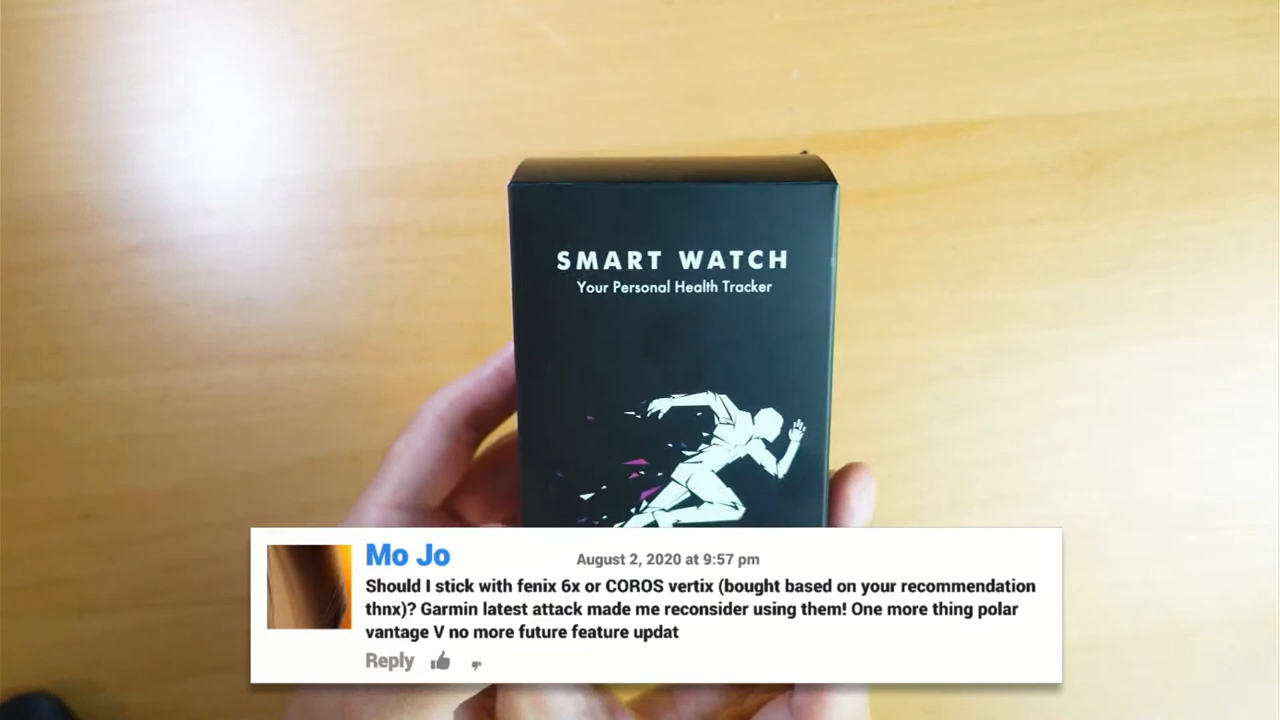 SMART WATCH
Your Personal Health Tracker
Mo Jo
August 2, 2020 at 9:57 pm
Should I stick with fenix 6x or COROS vertix (bought based on your recommendation
thnx)? Garmin latest attack made me reconsider using them! One more thing polar
vantage V no more future feature updat
Reply